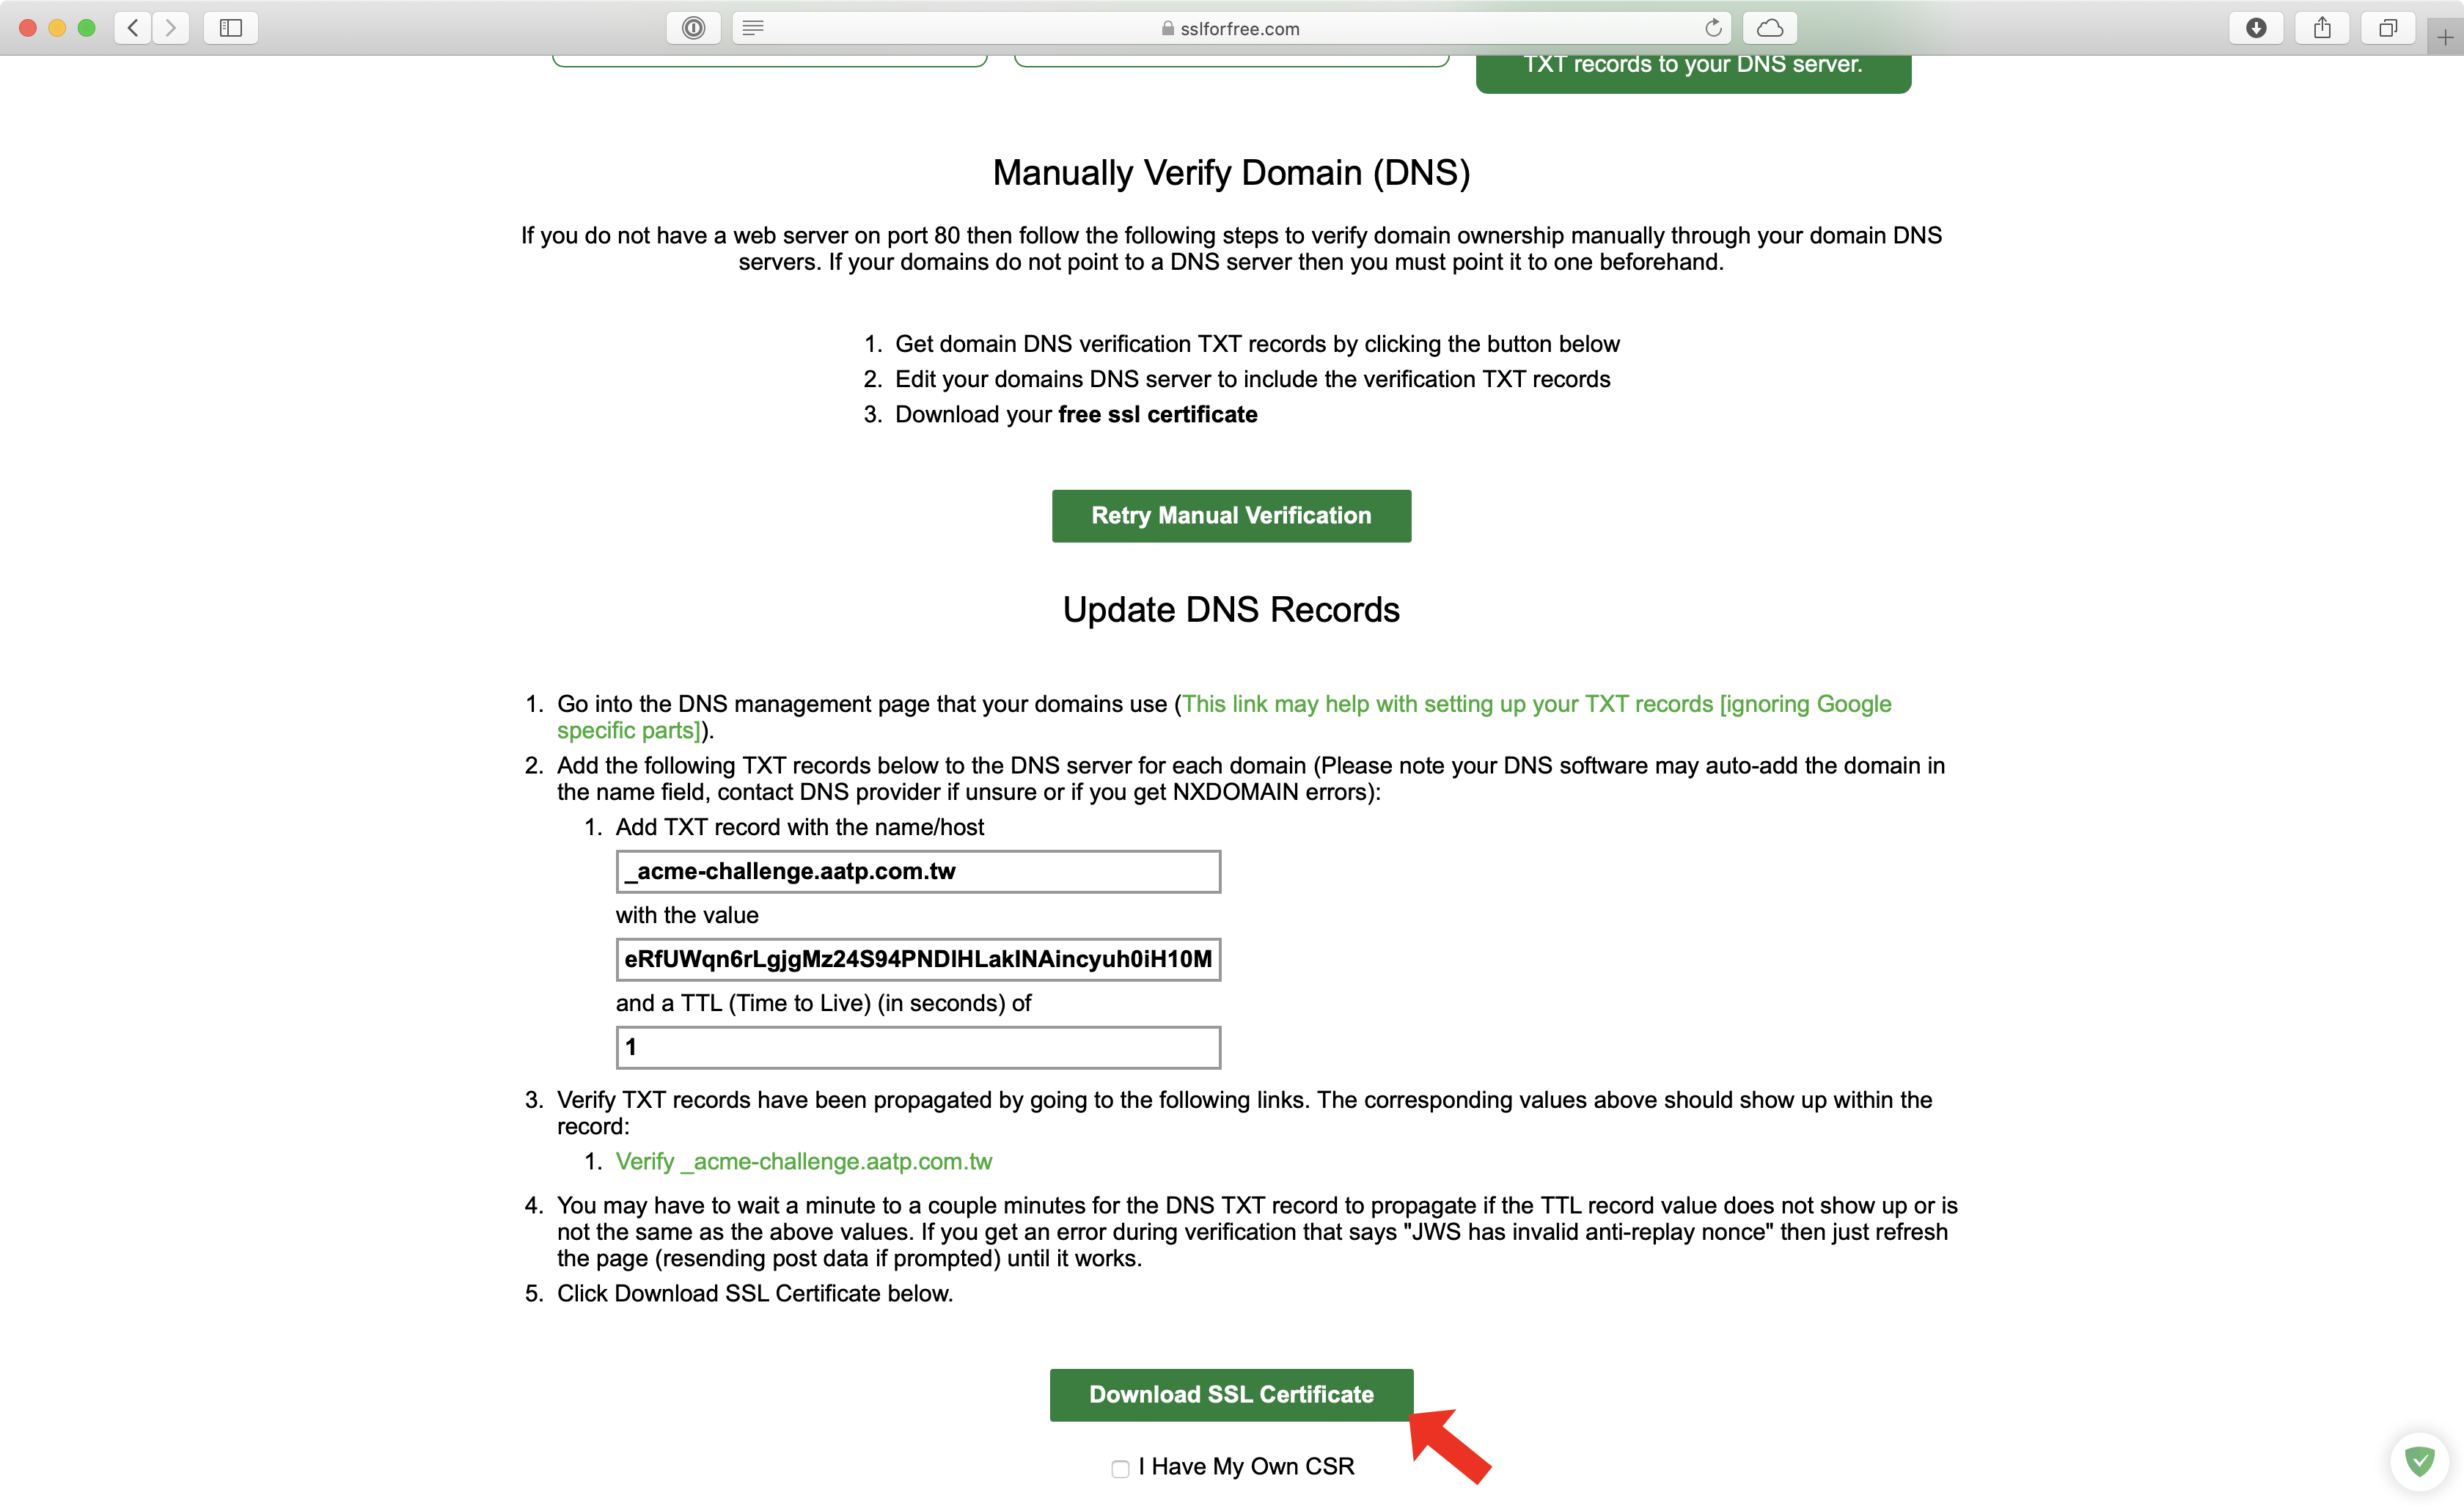 sslforfree.com
TXT records to your DNS server.
Manually Verify Domain (DNS)
If you do not have a web server on port 80 then follow the following steps to verify domain ownership manually through your domain DNS
servers. If your domains do not point to a DNS server then you must point it to one beforehand.
1. Get domain DNS verification TXT records by clicking the button below
2. Edit your domains DNS server to include the verification TXT records
3. Download your free ssl certificate
Retry Manual Verification
Update DNS Records
1. Go into the DNS management page that your domains use (This link may help with setting up your TXT records [ignoring Google
specific parts]).
2. Add the following TXT records below to the DNS server for each domain (Please note your DNS software may auto-add the domain in
the name field, contact DNS provider if unsure or if you get NXDOMAIN errors):
1. Add TXT record with the name/host
_acme-challenge.aatp.com.tw
with the value
eRfUWqn6rLgjgMz24S94PNDlHLaklNAincyuh0iH10M
and a TTL (Time to Live) (in seconds) of
1
3. Verify TXT records have been propagated by going to the following links. The corresponding values above should show up within the
record:
1. Verify _acme-challenge.aatp.com.tw
4. You may have to wait a minute to a couple minutes for the DNS TXT record to propagate if the TTL record value does not show up or is
not the same as the above values. If you get an error during verification that says "JWS has invalid anti-replay nonce" then just refresh
the page (resending post data if prompted) until it works.
5. Click Download SSL Certificate below.
Download SSL Certificate
I Have My Own CSR